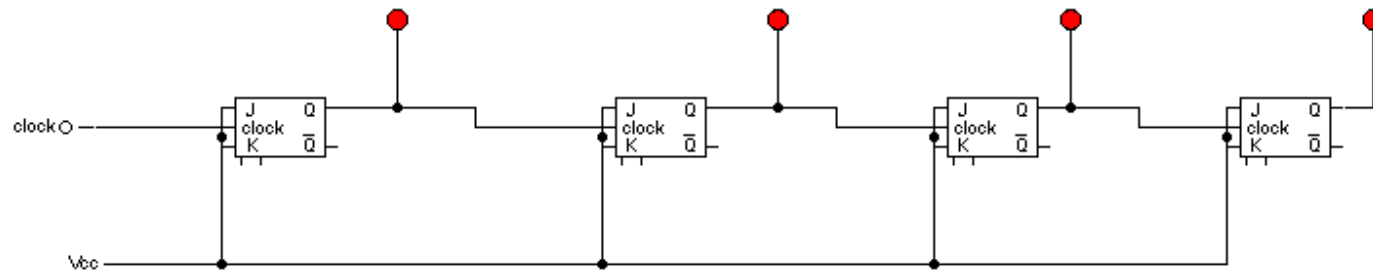 J Q J Q J Q J Q
clock clock clock clock clock
K Q̅ K Q̅ K Q̅ K Q̅
Vcc